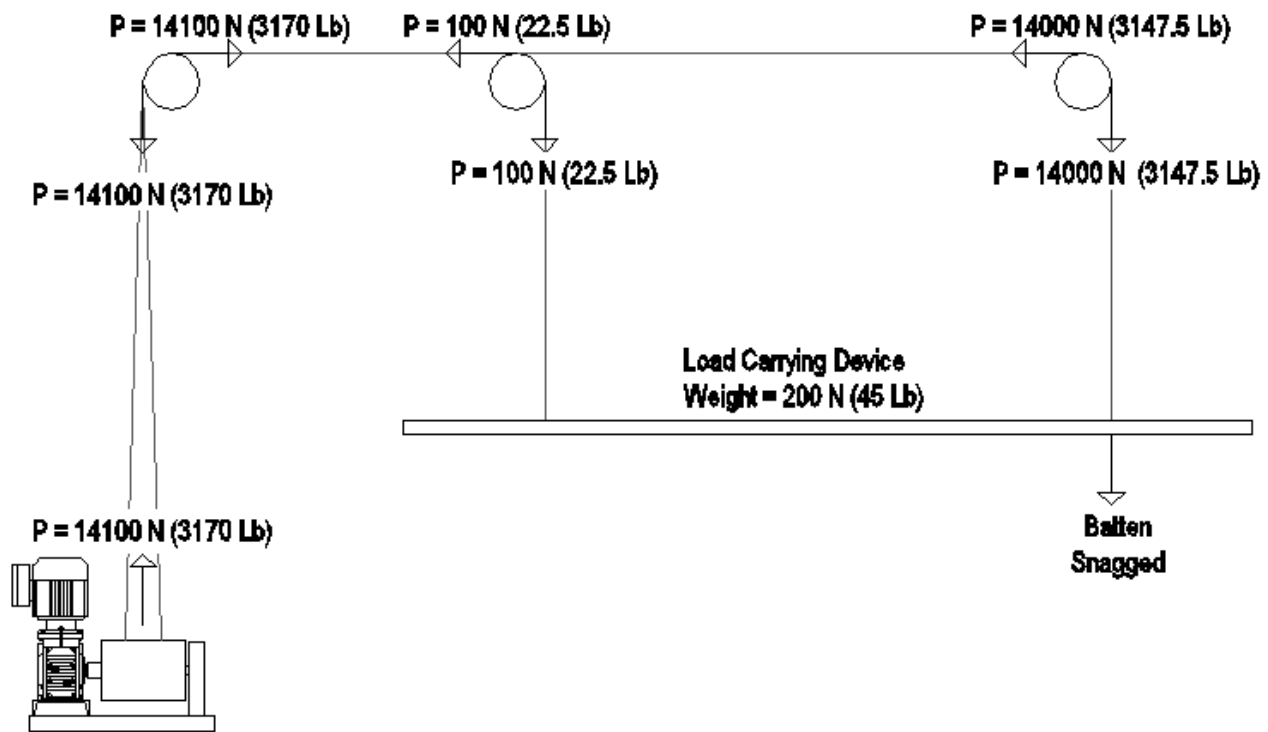 P = 14100 N (3170 Lb)
P = 100 N (22.5 Lb)
P = 14000 N (3147.5 Lb)
P = 14100 N (3170 Lb)
P = 100 N (22.5 Lb)
P = 14000 N (3147.5 Lb)
Load Carrying Device
Weight = 200 N (45 Lb)
P = 14100 N (3170 Lb)
Batten
Snagged